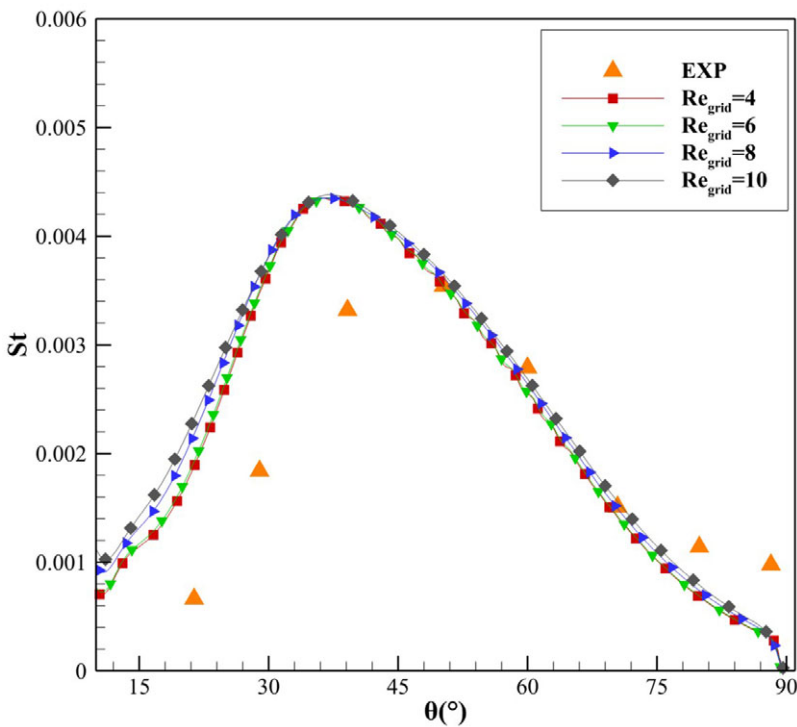 0.006
0.005
0.004
0.003
0.002
0.001
0
St
EXP
Re_grid=4
Re_grid=6
Re_grid=8
Re_grid=10
15 30 45 60 75 90
θ(°)